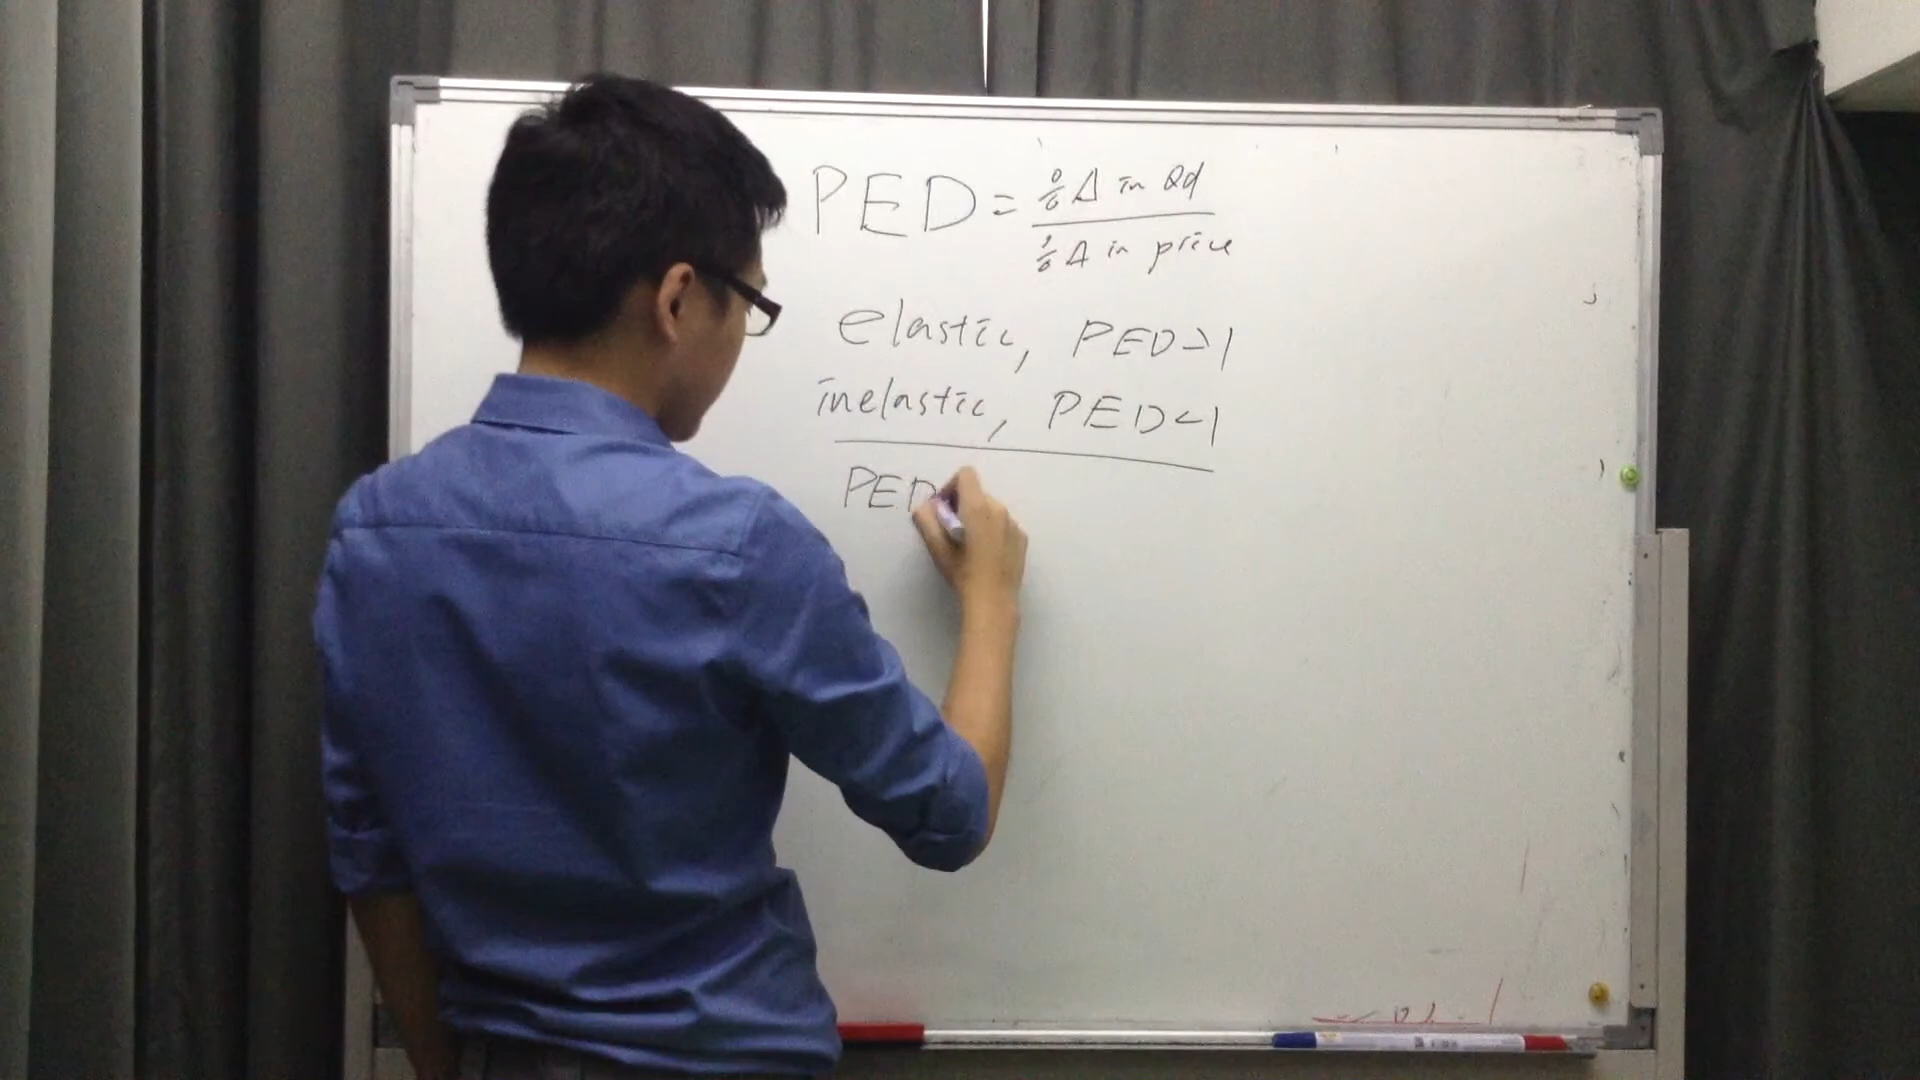 PED = % Δ in Qd
% Δ in price
elastic, PED>1
inelastic, PED<1
PED